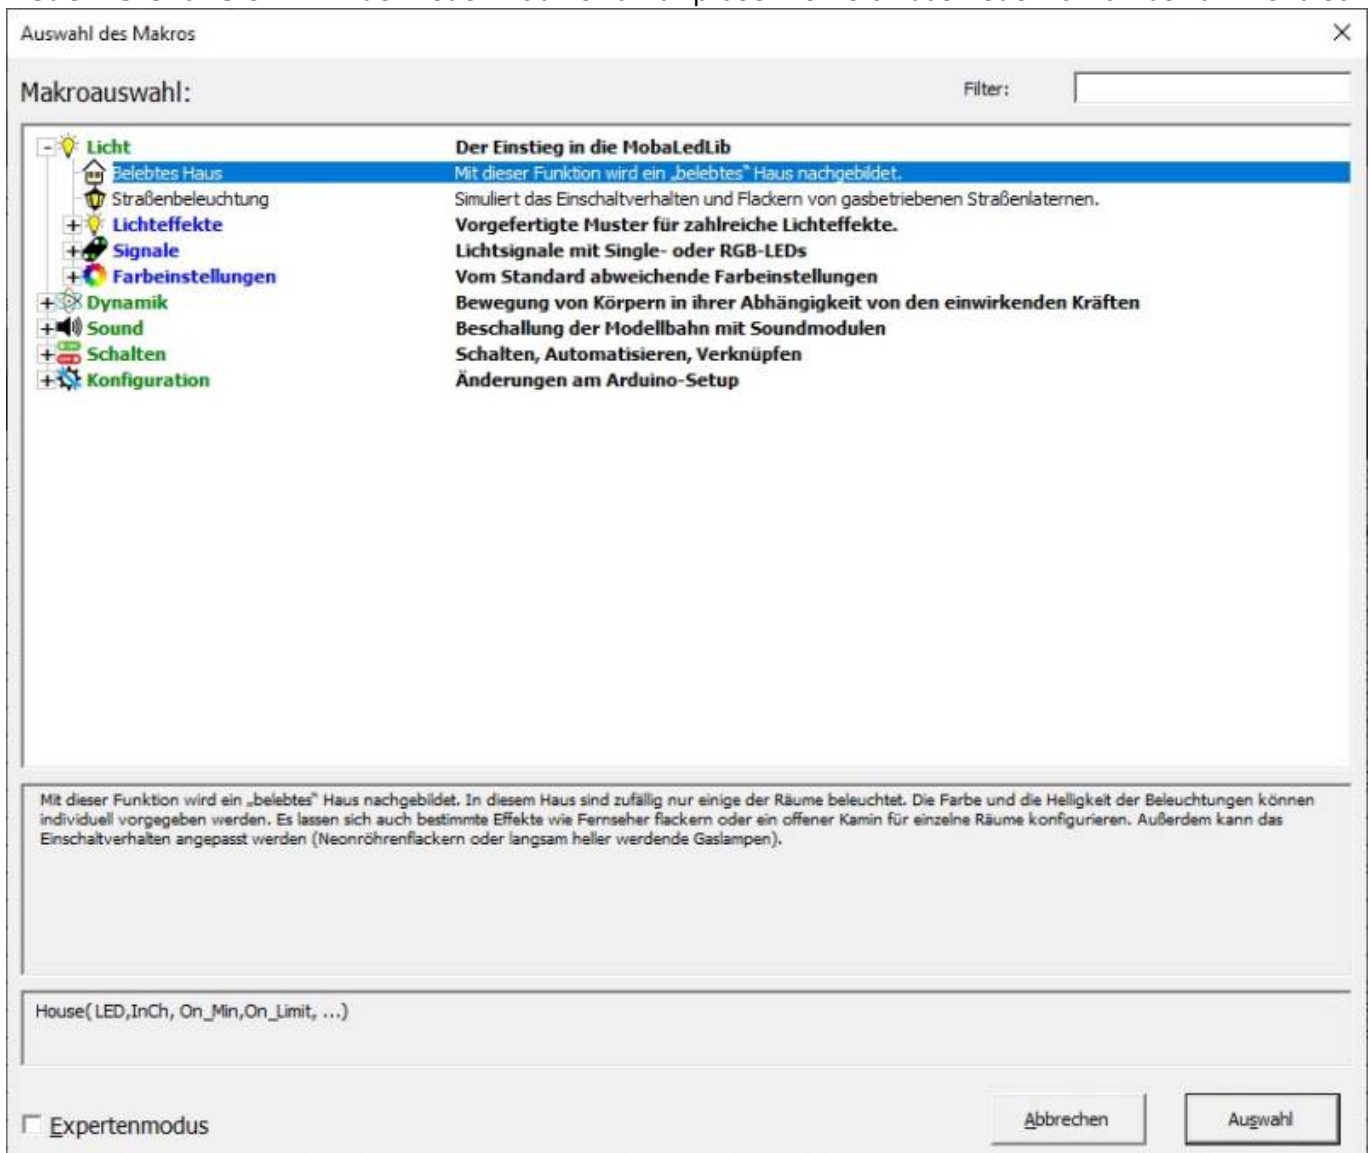 Auswahl des Makros
Makroauswahl:
Filter:
Licht Der Einstieg in die MobaLedLib
Belebtes Haus Mit dieser Funktion wird ein „belebtes“ Haus nachgebildet.
Straßenbeleuchtung Simuliert das Einschaltverhalten und Flackern von gasbetriebenen Straßenlaternen.
Lichteffekte Vorgefertigte Muster für zahlreiche Lichteffekte.
Signale Lichtsignale mit Single- oder RGB-LEDs
Farbeinstellungen Vom Standard abweichende Farbeinstellungen
Dynamik Bewegung von Körpern in ihrer Abhängigkeit von den einwirkenden Kräften
Sound Beschallung der Modellbahn mit Soundmodulen
Schalten Schalten, Automatisieren, Verknüpfen
Konfiguration Änderungen am Arduino-Setup
Mit dieser Funktion wird ein „belebtes“ Haus nachgebildet. In diesem Haus sind zufällig nur einige der Räume beleuchtet. Die Farbe und die Helligkeit der Beleuchtungen können
individuell vorgegeben werden. Es lassen sich auch bestimmte Effekte wie Fernseher flackern oder ein offener Kamin für einzelne Räume konfigurieren. Außerdem kann das
Einschaltverhalten angepasst werden (Neonröhrenflackern oder langsam heller werdende Gaslampen).
House( LED,InCh, On_Min,On_Limit, ...)
Expertenmodus
Abbrechen
Auswahl